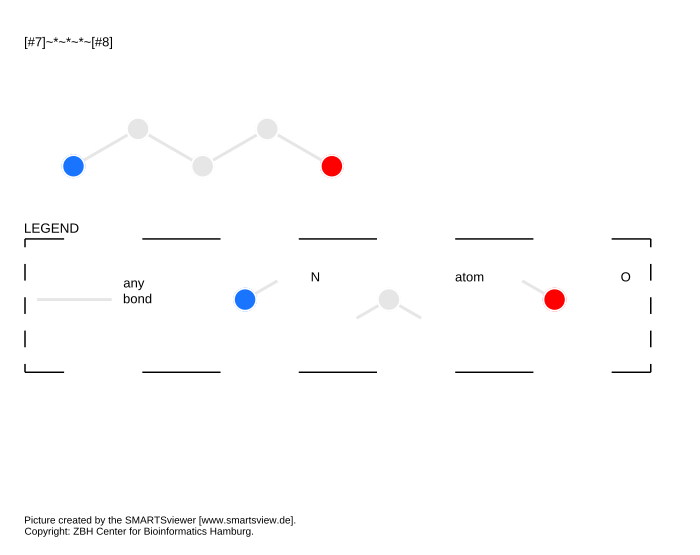 [#7]~*~*~*~[#8]
LEGEND
any
bond
N
atom
O
Picture created by the SMARTSviewer [www.smartsview.de].
Copyright: ZBH Center for Bioinformatics Hamburg.